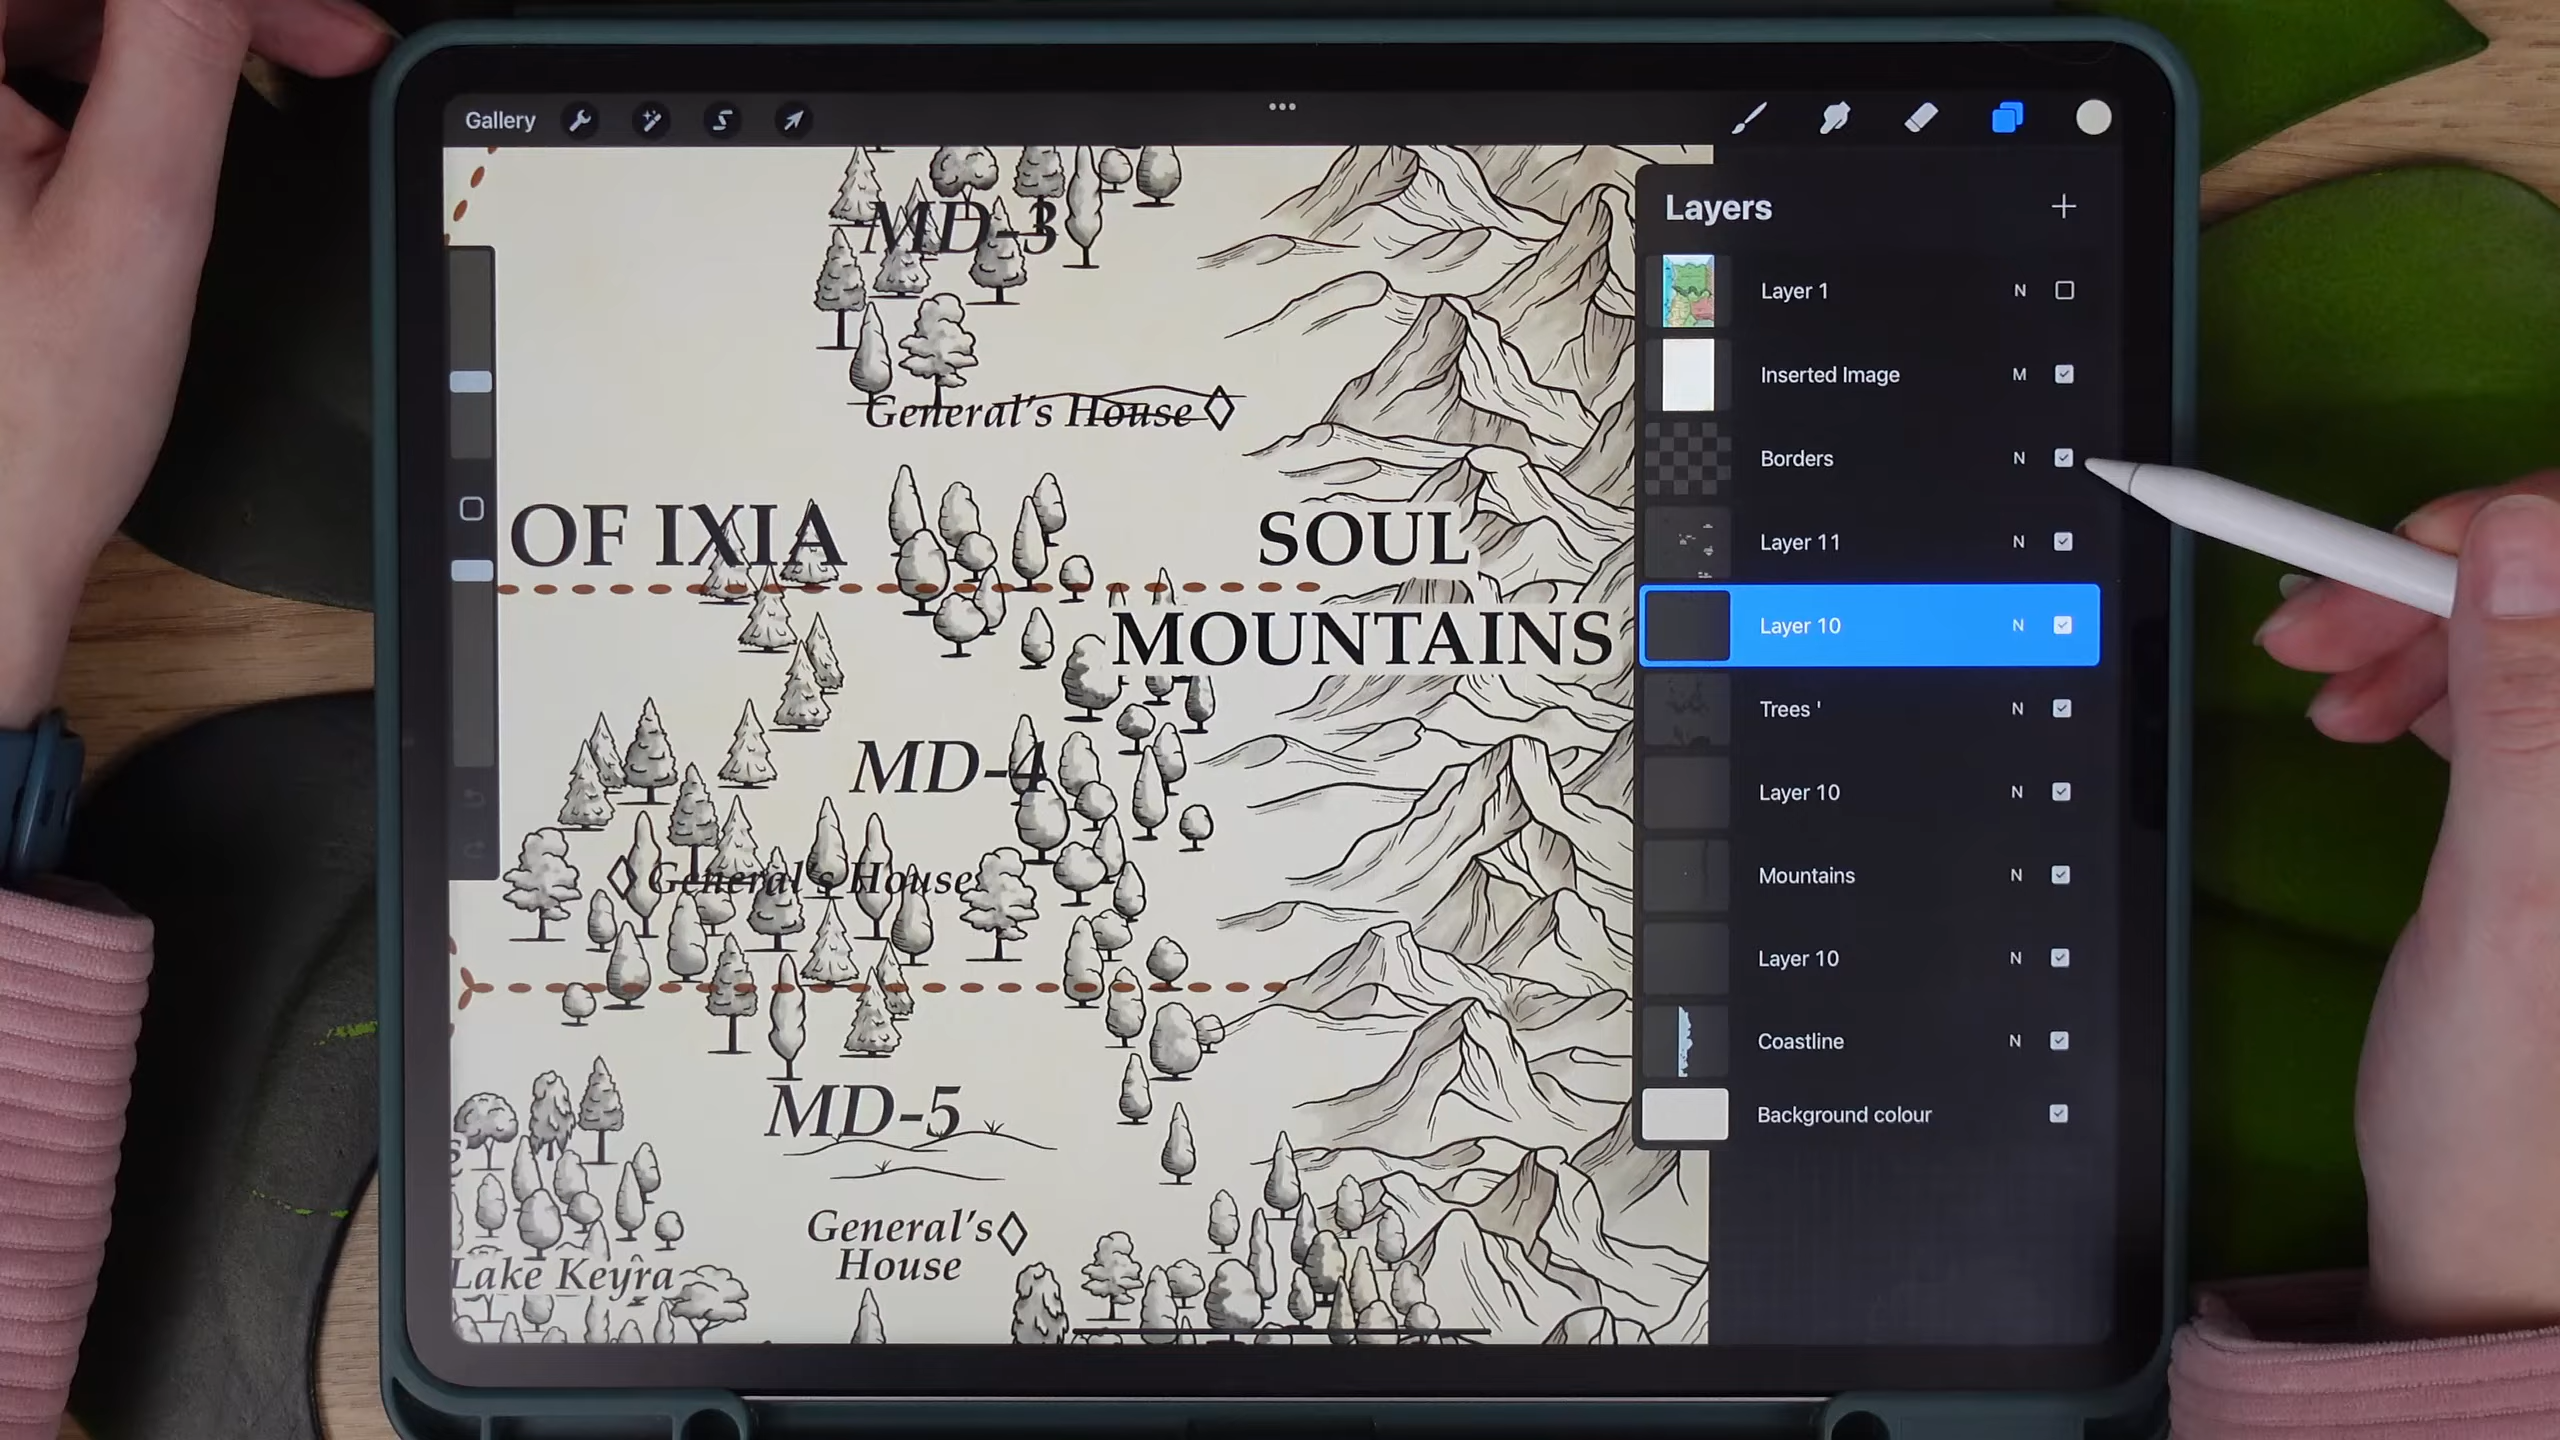 Gallery
MD-3
General's House
OF IXIA
SOUL
MOUNTAINS
MD-4
General's House
MD-5
General's
House
Lake Keyra
Layers
Layer 1 N
Inserted Image M
Borders N
Layer 11 N
Layer 10 N
Trees ' N
Layer 10 N
Mountains N
Layer 10 N
Coastline N
Background colour